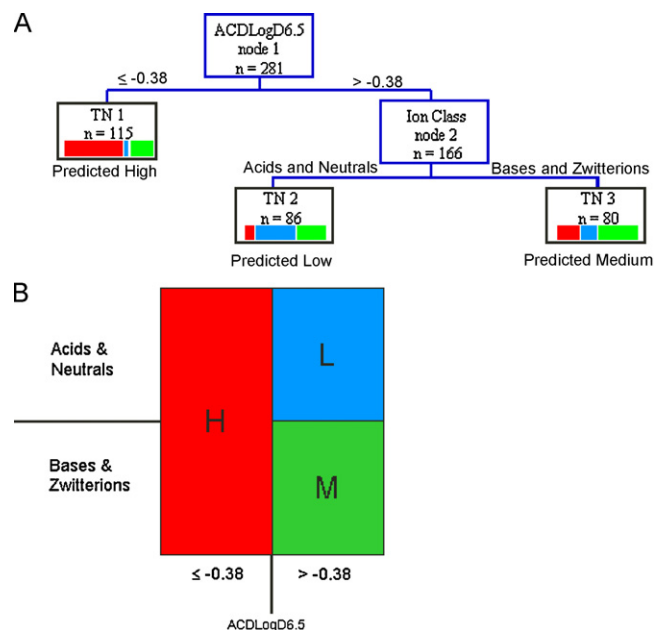 A
ACDLogD6.5
node 1
n = 281
≤ -0.38
> -0.38
TN 1
n = 115
Predicted High
Ion Class
node 2
n = 166
Acids and Neutrals
Bases and Zwitterions
TN 2
n = 86
Predicted Low
TN 3
n = 80
Predicted Medium
B
Acids &
Neutrals
Bases &
Zwitterions
H
L
M
≤ -0.38
> -0.38
ACDLogD6.5